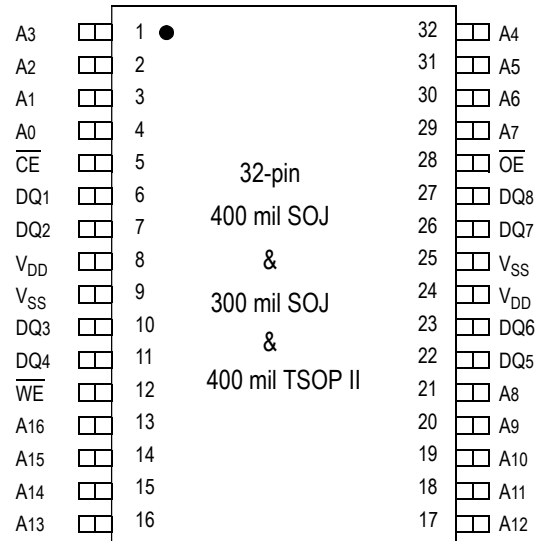 A3 1 32 A4
A2 2 31 A5
A1 3 30 A6
A0 4 29 A7
C̅E̅ 5 28 O̅E̅
DQ1 6 27 DQ8
32-pin
DQ2 7 26 DQ7
400 mil SOJ
VDD 8 25 VSS
&
VSS 9 24 VDD
300 mil SOJ
DQ3 10 23 DQ6
&
DQ4 11 22 DQ5
400 mil TSOP II
W̅E̅ 12 21 A8
A16 13 20 A9
A15 14 19 A10
A14 15 18 A11
A13 16 17 A12